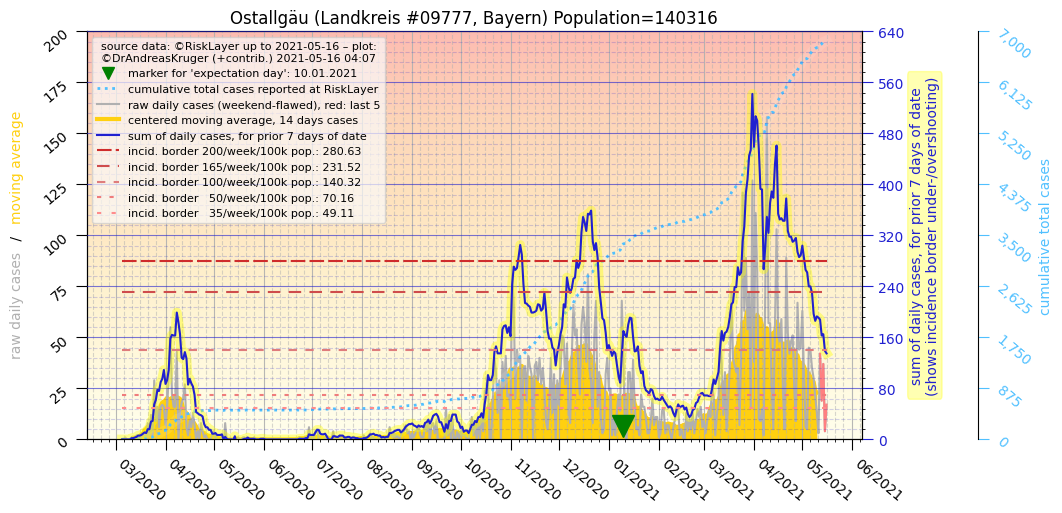 Ostallgäu (Landkreis #09777, Bayern) Population=140316
source data: ©RiskLayer up to 2021-05-16 – plot:
©DrAndreasKruger (+contrib.) 2021-05-16 04:07
marker for 'expectation day': 10.01.2021
cumulative total cases reported at RiskLayer
raw daily cases (weekend-flawed), red: last 5
centered moving average, 14 days cases
sum of daily cases, for prior 7 days of date
incid. border 200/week/100k pop.: 280.63
incid. border 165/week/100k pop.: 231.52
incid. border 100/week/100k pop.: 140.32
incid. border 50/week/100k pop.: 70.16
incid. border 35/week/100k pop.: 49.11
raw daily cases / moving average
200
175
150
125
100
75
50
25
0
640
560
480
400
320
240
160
80
0
sum of daily cases, for prior 7 days of date
(shows incidence border under-/overshooting)
7,000
6,125
5,250
4,375
3,500
2,625
1,750
875
0
cumulative total cases
03/2020
04/2020
05/2020
06/2020
07/2020
08/2020
09/2020
10/2020
11/2020
12/2020
01/2021
02/2021
03/2021
04/2021
05/2021
06/2021